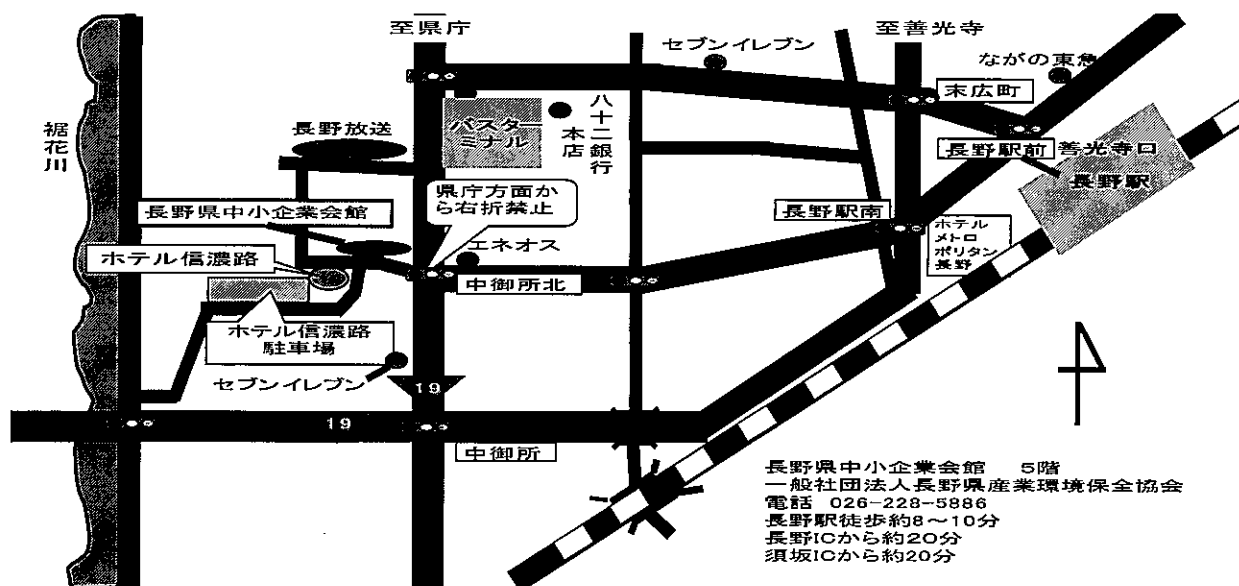 至県庁
至善光寺
セブンイレブン
ながの東急
末広町
裾花川
長野放送
バスター
ミナル
八十二銀行
本店
長野駅前
善光寺口
長野駅
県庁方面か
ら右折禁止
長野県中小企業会館
長野駅南
ホテル
メトロ
ポリタン
長野
エネオス
ホテル信濃路
中御所北
ホテル信濃路
駐車場
セブンイレブン
19
19
中御所
長野県中小企業会館 5階
一般社団法人長野県産業環境保全協会
電話 026-228-5886
長野駅徒歩約8～10分
長野ICから約20分
須坂ICから約20分